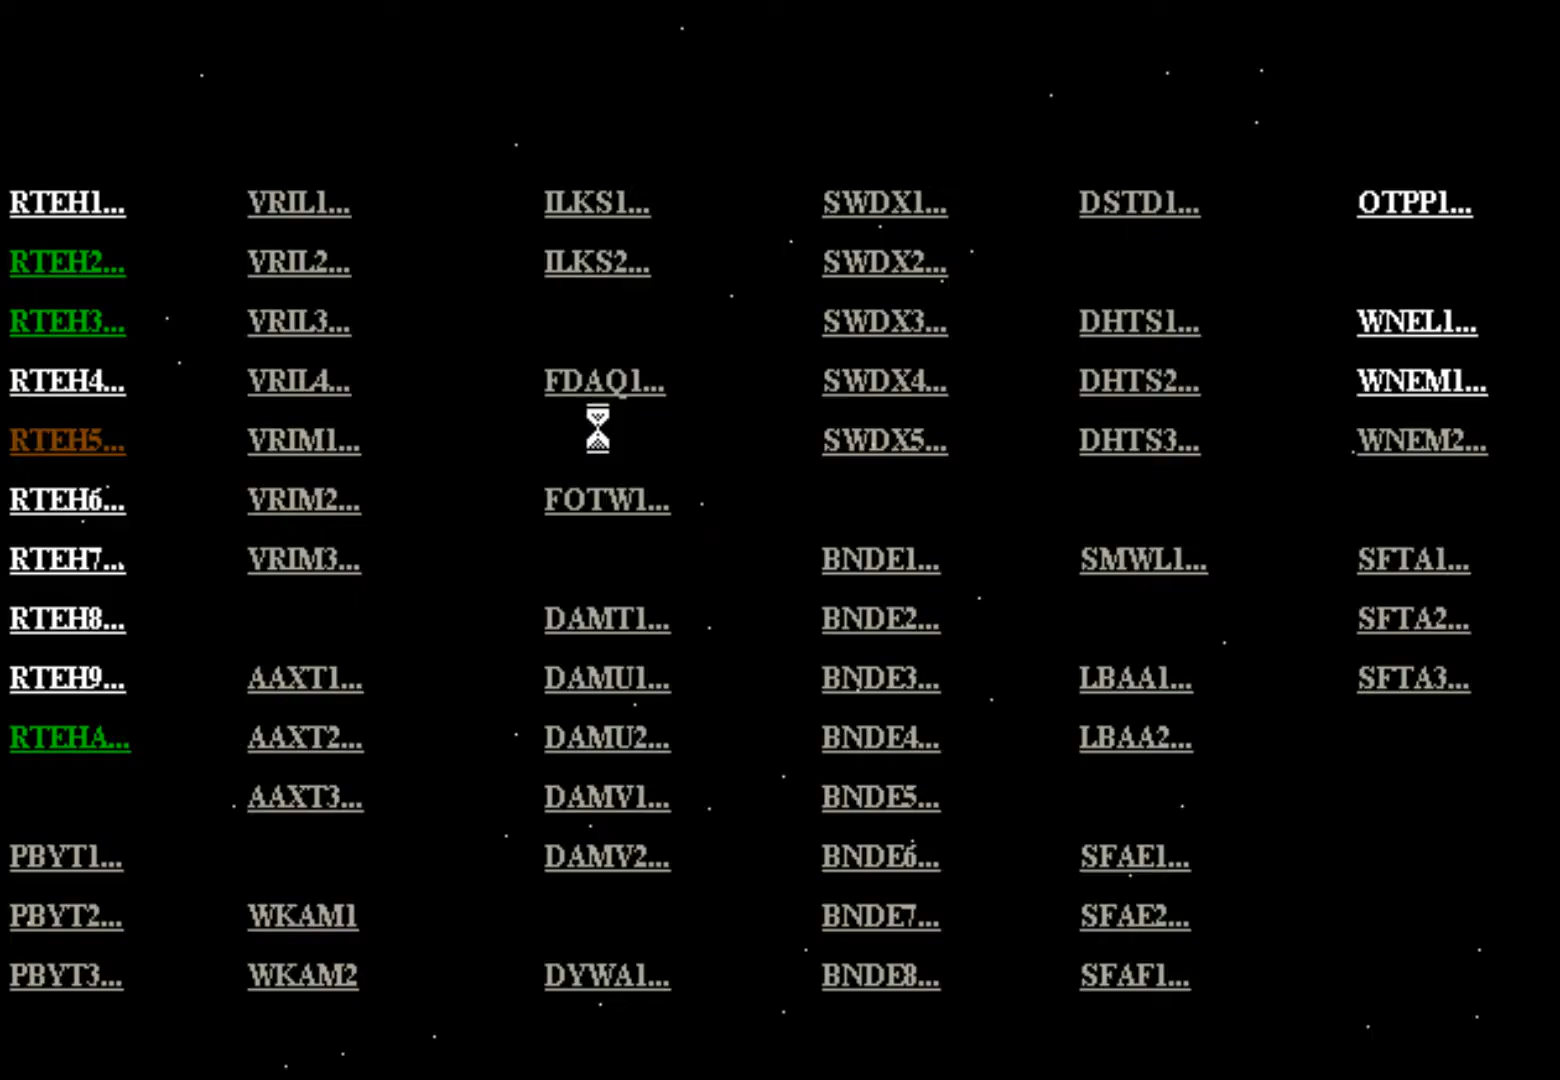 RTEH1... VRIL1... ILKS1... SWDX1... DSTD1... OTPP1...
RTEH2... VRIL2... ILKS2... SWDX2...
RTEH3... VRIL3... SWDX3... DHTS1... WNEL1...
RTEH4... VRIL4... FDAQ1... SWDX4... DHTS2... WNEM1...
RTEH5... VRIM1... SWDX5... DHTS3... WNEM2...
RTEH6... VRIM2... FOTW1...
RTEH7... VRIM3... BNDE1... SMWL1... SFTA1...
RTEH8... DAMT1... BNDE2... SFTA2...
RTEH9... AAXT1... DAMU1... BNDE3... LBAA1... SFTA3...
RTEHA... AAXT2... DAMU2... BNDE4... LBAA2...
AAXT3... DAMV1... BNDE5...
PBYT1... DAMV2... BNDE6... SFAE1...
PBYT2... WKAM1 BNDE7... SFAE2...
PBYT3... WKAM2 DYWA1... BNDE8... SFAF1...